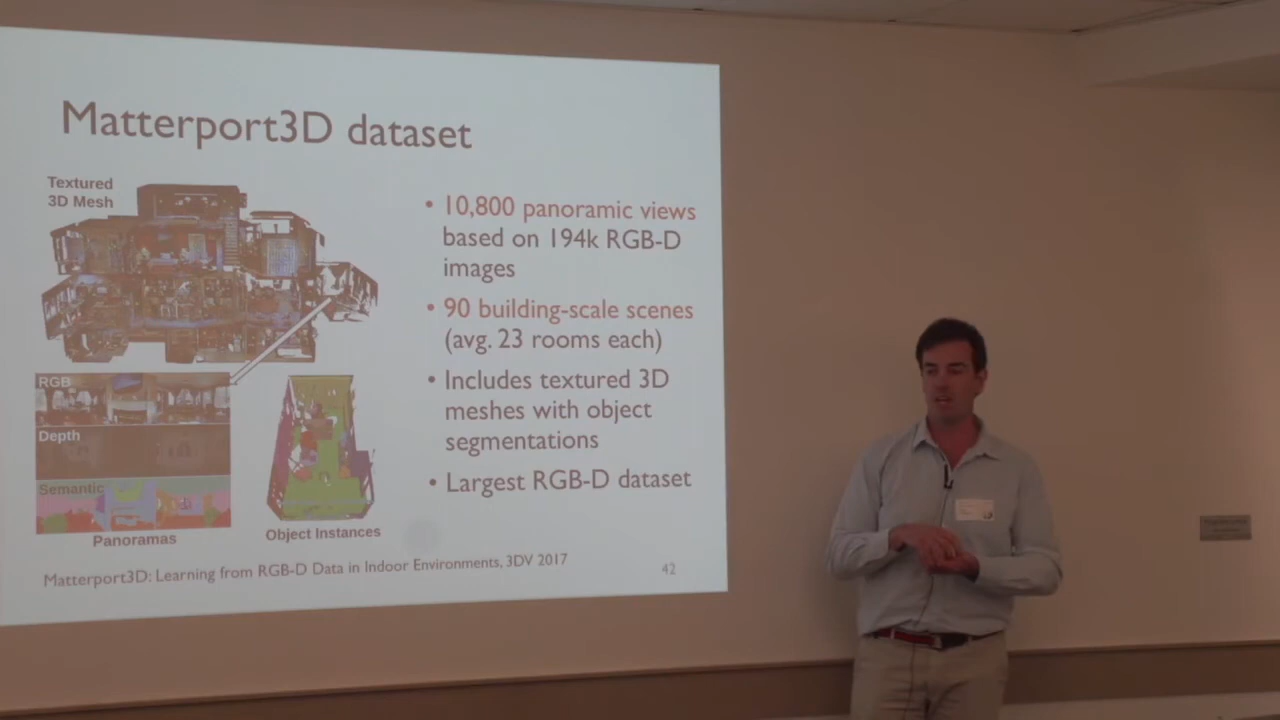 Matterport3D dataset
Textured
3D Mesh
• 10,800 panoramic views
based on 194k RGB-D
images
• 90 building-scale scenes
(avg. 23 rooms each)
• Includes textured 3D
meshes with object
segmentations
• Largest RGB-D dataset
RGB
Depth
Semantic
Panoramas
Object Instances
Matterport3D: Learning from RGB-D Data in Indoor Environments, 3DV 2017
42